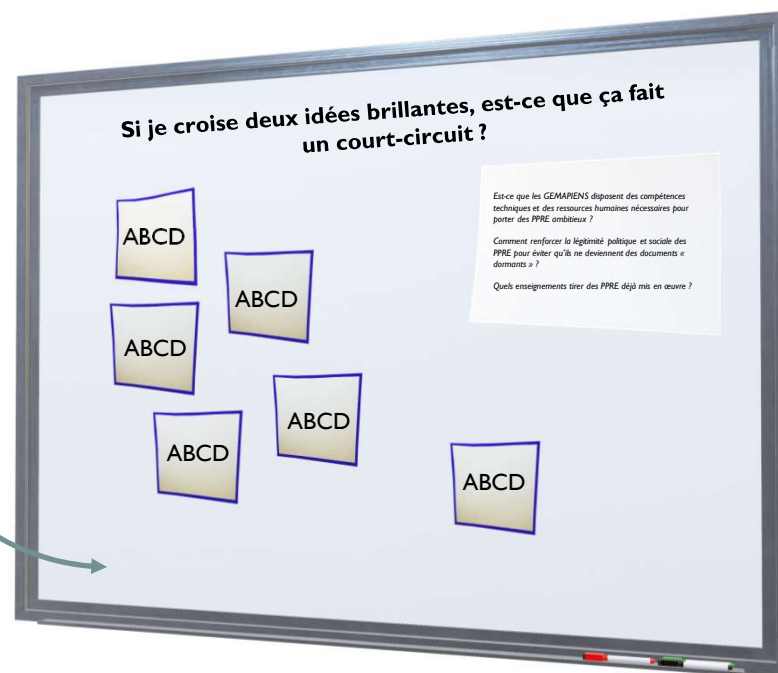 Si je croise deux idées brillantes, est-ce que ça fait
un court-circuit ?
Est-ce que les GEMAPIENS disposent des compétences
techniques et des ressources humaines nécessaires pour
porter des PPRE ambitieux ?
Comment renforcer la légitimité politique et sociale des
PPRE pour éviter qu'ils ne deviennent des documents «
dormants » ?
Quels enseignements tirer des PPRE déjà mis en œuvre ?
ABCD
ABCD
ABCD
ABCD
ABCD
ABCD